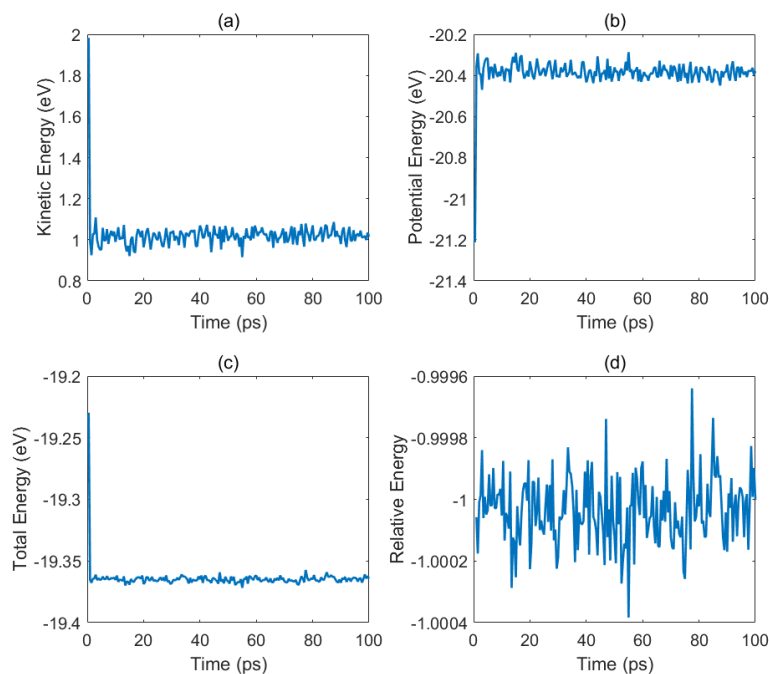 (a)
2
1.8
1.6
1.4
1.2
1
0.8
Kinetic Energy (eV)
0 20 40 60 80 100
Time (ps)
(b)
-20.2
-20.4
-20.6
-20.8
-21
-21.2
-21.4
Potential Energy (eV)
0 20 40 60 80 100
Time (ps)
(c)
-19.2
-19.25
-19.3
-19.35
-19.4
Total Energy (eV)
0 20 40 60 80 100
Time (ps)
(d)
-0.9996
-0.9998
-1
-1.0002
-1.0004
Relative Energy
0 20 40 60 80 100
Time (ps)